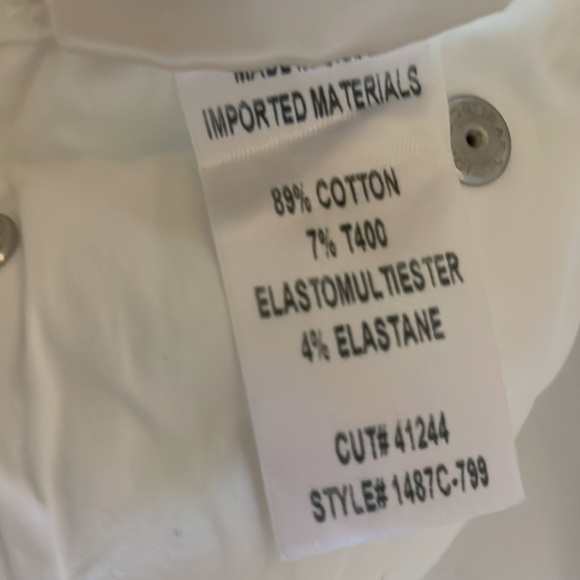 IMPORTED MATERIALS
89% COTTON
7% T400
ELASTOMULTIESTER
4% ELASTANE
CUT# 41244
STYLE# 1487C-799